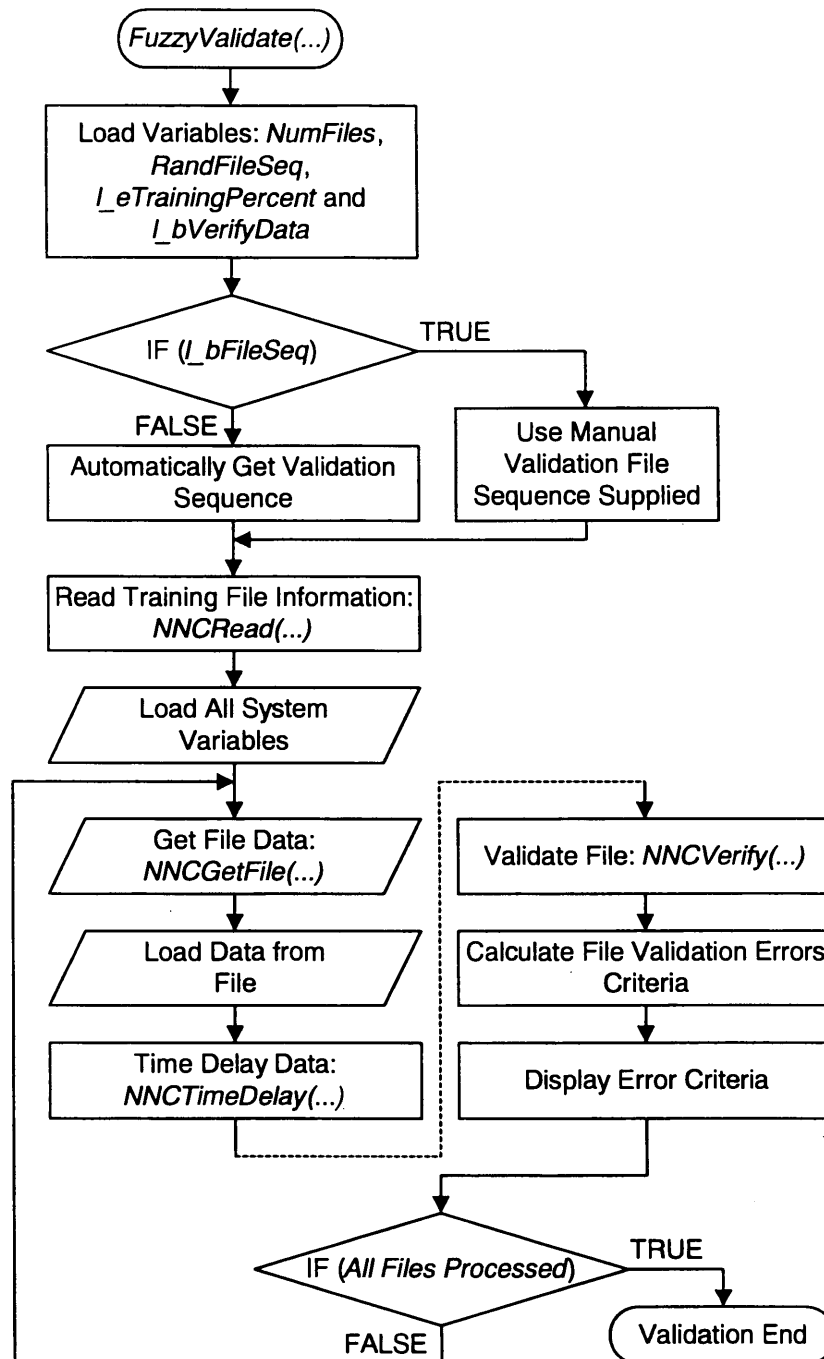 FuzzyValidate(...)
Load Variables: NumFiles,
RandFileSeq,
I_eTrainingPercent and
I_bVerifyData
IF (I_bFileSeq)
TRUE
FALSE
Use Manual
Validation File
Sequence Supplied
Automatically Get Validation
Sequence
Read Training File Information:
NNCRead(...)
Load All System
Variables
Get File Data:
NNCGetFile(...)
Load Data from
File
Time Delay Data:
NNCTimeDelay(...)
Validate File: NNCVerify(...)
Calculate File Validation Errors
Criteria
Display Error Criteria
IF (All Files Processed)
TRUE
FALSE
Validation End